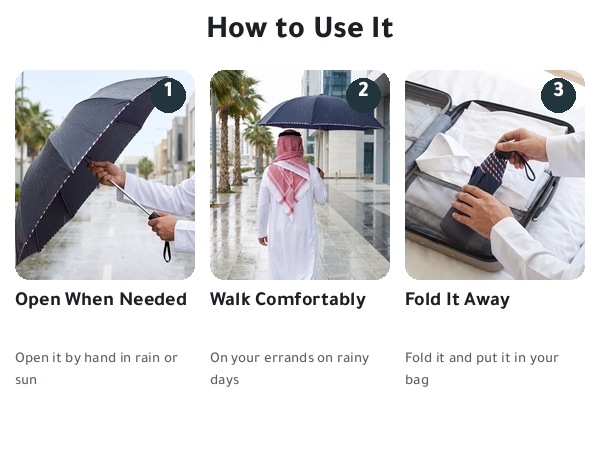 How to Use It
1
2
3
Open When Needed
Walk Comfortably
Fold It Away
Open it by hand in rain or
sun
On your errands on rainy
days
Fold it and put it in your
bag